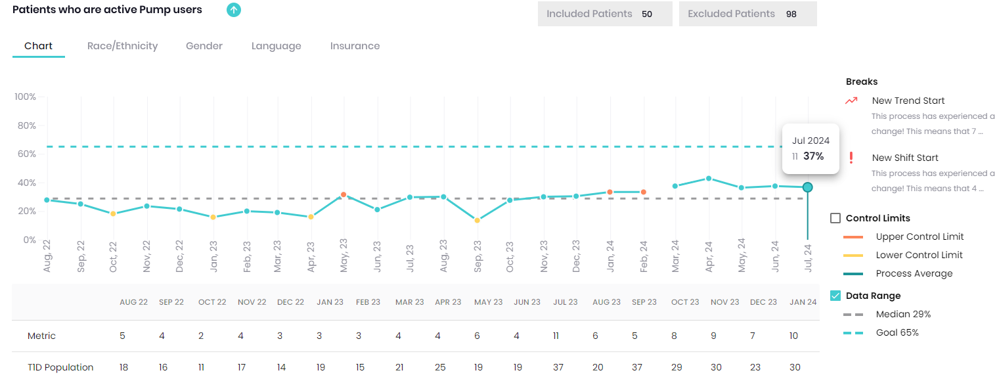 Patients who are active Pump users
Included Patients 50
Excluded Patients 98
Chart Race/Ethnicity Gender Language Insurance
100%
80%
60%
40%
20%
0%
Jul 2024
11 37%
Aug, 22 Sep, 22 Oct, 22 Nov, 22 Dec, 22 Jan, 23 Feb, 23 Mar, 23 Apr, 23 May, 23 Jun, 23 Jul, 23 Aug, 23 Sep, 23 Oct, 23 Nov, 23 Dec, 23 Jan, 24 Feb, 24 Mar, 24 Apr, 24 May, 24 Jun, 24 Jul, 24
Breaks
New Trend Start
This process has experienced a
change! This means that 7 ...
New Shift Start
This process has experienced a
change! This means that 4 ...
Control Limits
Upper Control Limit
Lower Control Limit
Process Average
Data Range
Median 29%
Goal 65%
AUG 22 SEP 22 OCT 22 NOV 22 DEC 22 JAN 23 FEB 23 MAR 23 APR 23 MAY 23 JUN 23 JUL 23 AUG 23 SEP 23 OCT 23 NOV 23 DEC 23 JAN 24
Metric 5 4 2 4 3 3 3 4 4 6 4 11 6 5 8 9 7 10
T1D Population 18 16 11 17 14 19 15 21 25 19 19 37 20 37 29 30 23 30